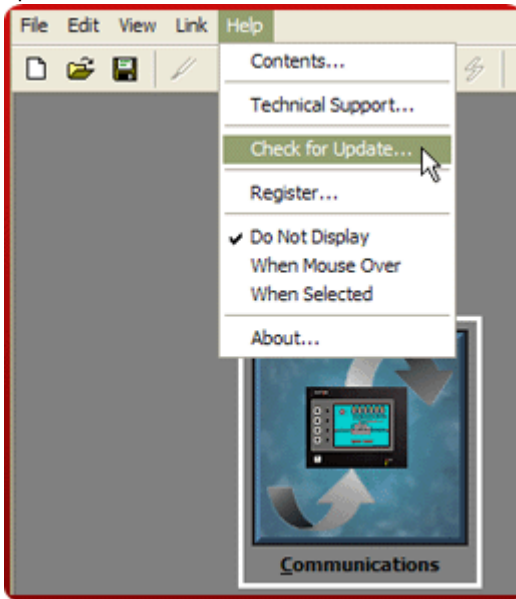 File Edit View Link Help
Contents...
Technical Support...
Check for Update...
Register...
Do Not Display
When Mouse Over
When Selected
About...
Communications